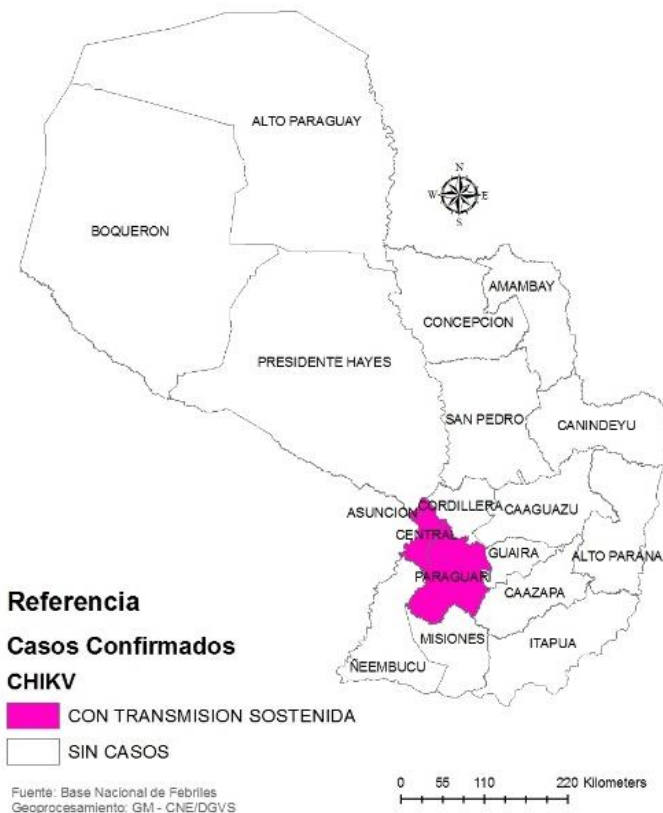 ALTO PARAGUAY
BOQUERON
N
W E
S
AMAMBAY
CONCEPCION
PRESIDENTE HAYES
SAN PEDRO
CANINDEYU
ASUNCION
CORDILLERA
CAAGUAZU
CENTRAL
GUAIRA
ALTO PARANA
PARAGUARI
CAAZAPA
MISIONES
ITAPUA
ÑEEMBUCU
Referencia
Casos Confirmados
CHIKV
CON TRANSMISION SOSTENIDA
SIN CASOS
Fuente: Base Nacional de Febriles
Geoprocesamiento: GM - CNE/DGVS
0 55 110 220 Kilometers